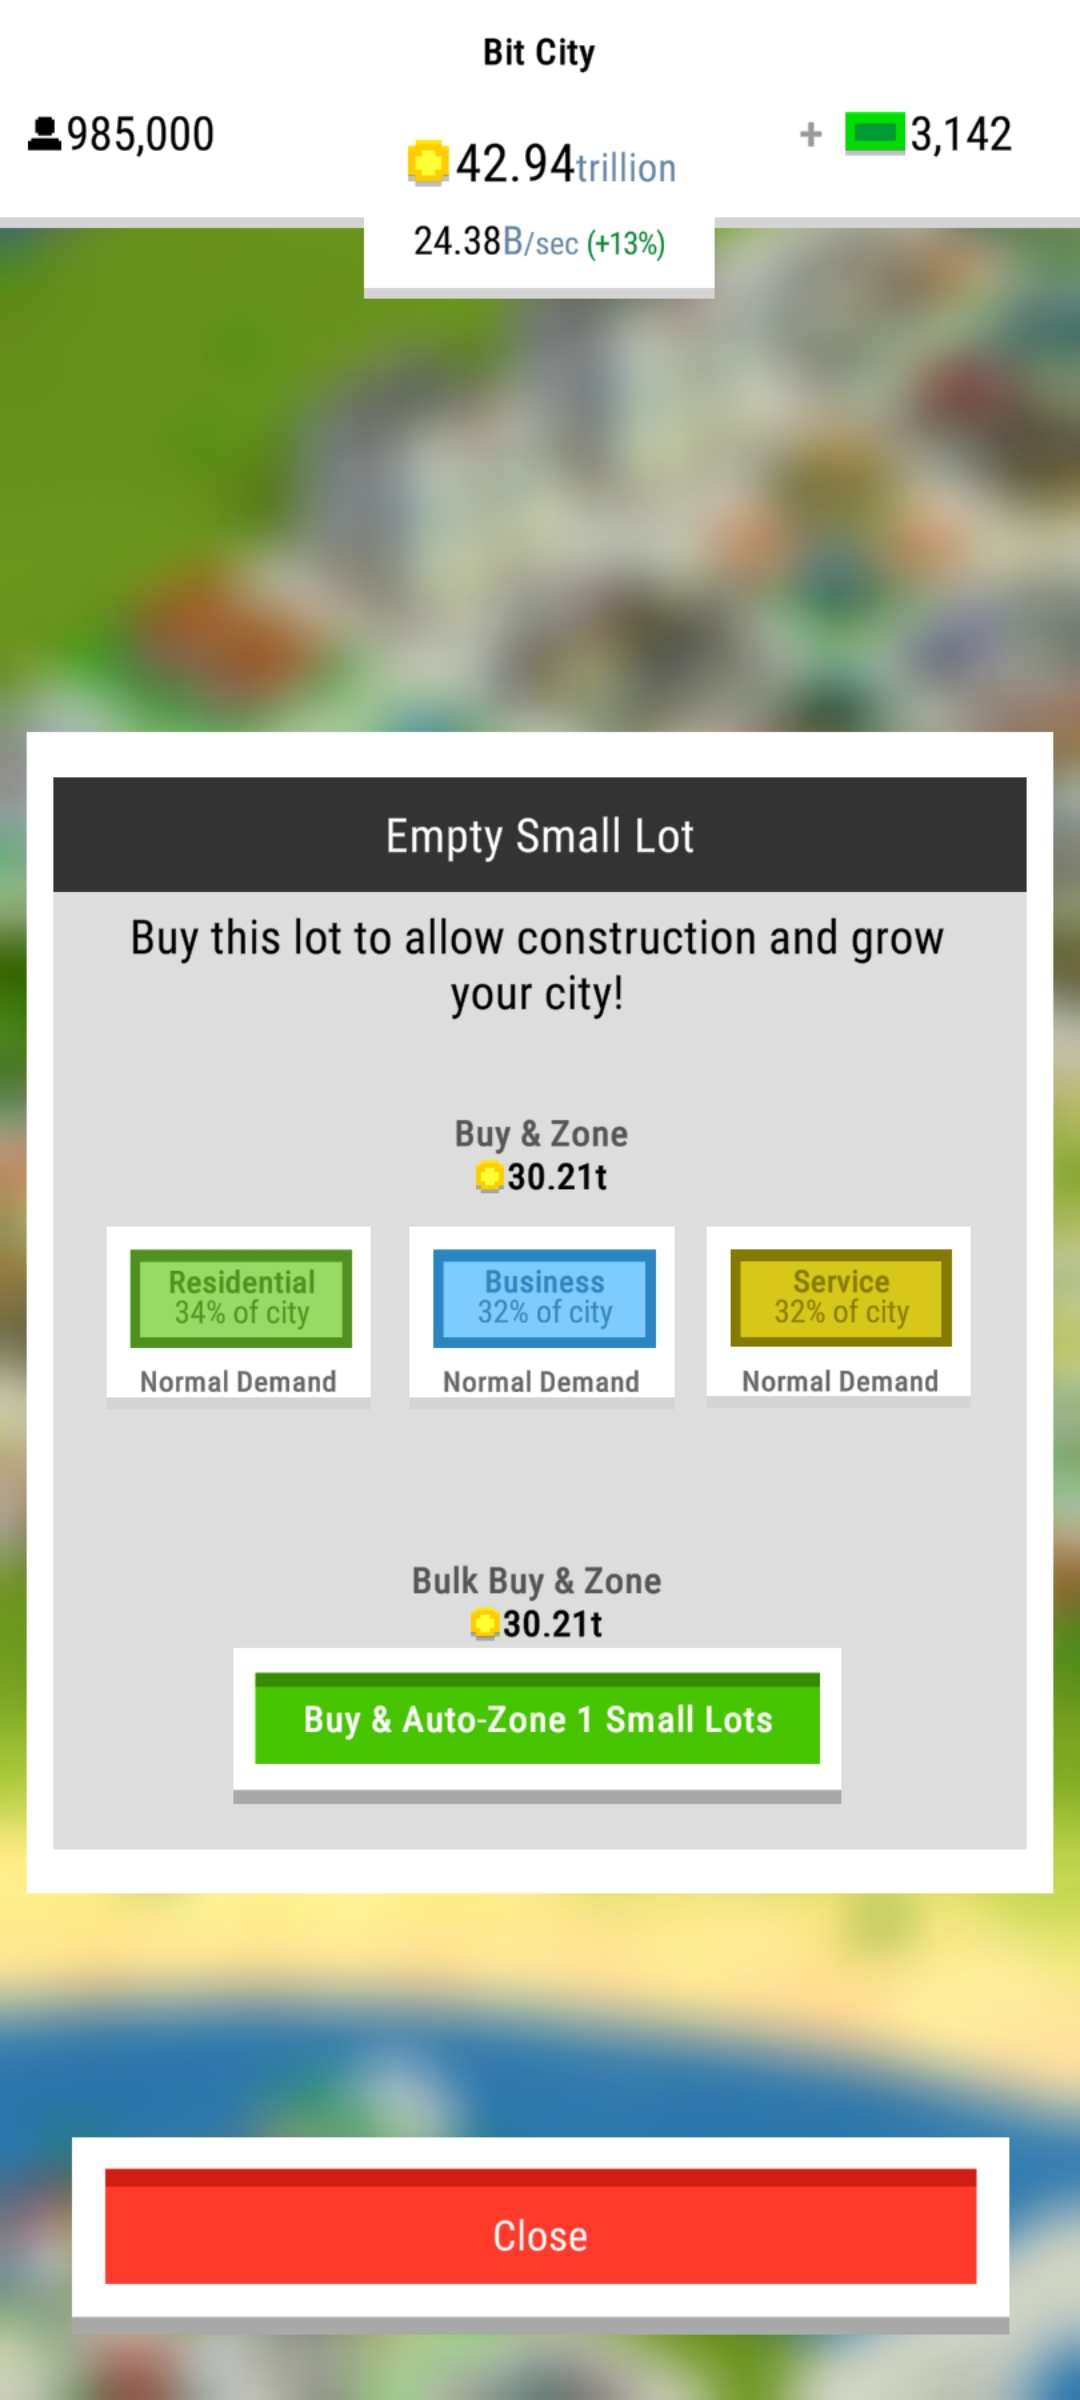 Bit City
985,000
42.94trillion
+ 3,142
24.38B/sec (+13%)
Empty Small Lot
Buy this lot to allow construction and grow
your city!
Buy & Zone
30.21t
Residential
34% of city
Normal Demand
Business
32% of city
Normal Demand
Service
32% of city
Normal Demand
Bulk Buy & Zone
30.21t
Buy & Auto-Zone 1 Small Lots
Close